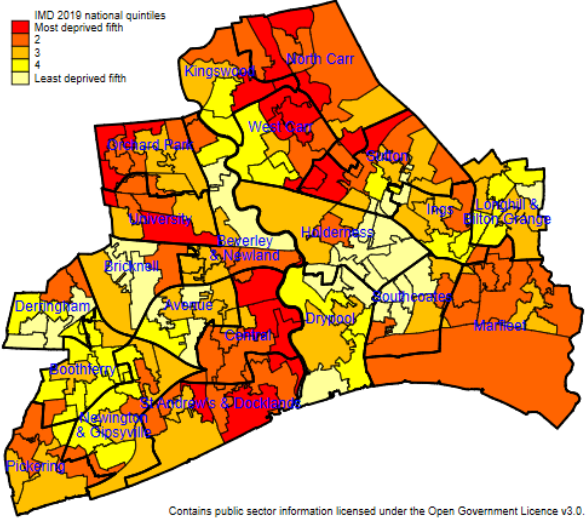 IMD 2019 national quintiles
Most deprived fifth
2
3
4
Least deprived fifth
North Carr
Kingswood
West Carr
Orchard Park
Sutton
University
Ings
Longhill &
Bilton Grange
Holderness
Beverley
& Newland
Bricknell
Derringham
Avenue
Southcoates
Drypool
Marfleet
Central
Boothferry
St Andrew's & Docklands
Newington
& Gipsyville
Pickering
Contains public sector information licensed under the Open Government Licence v3.0